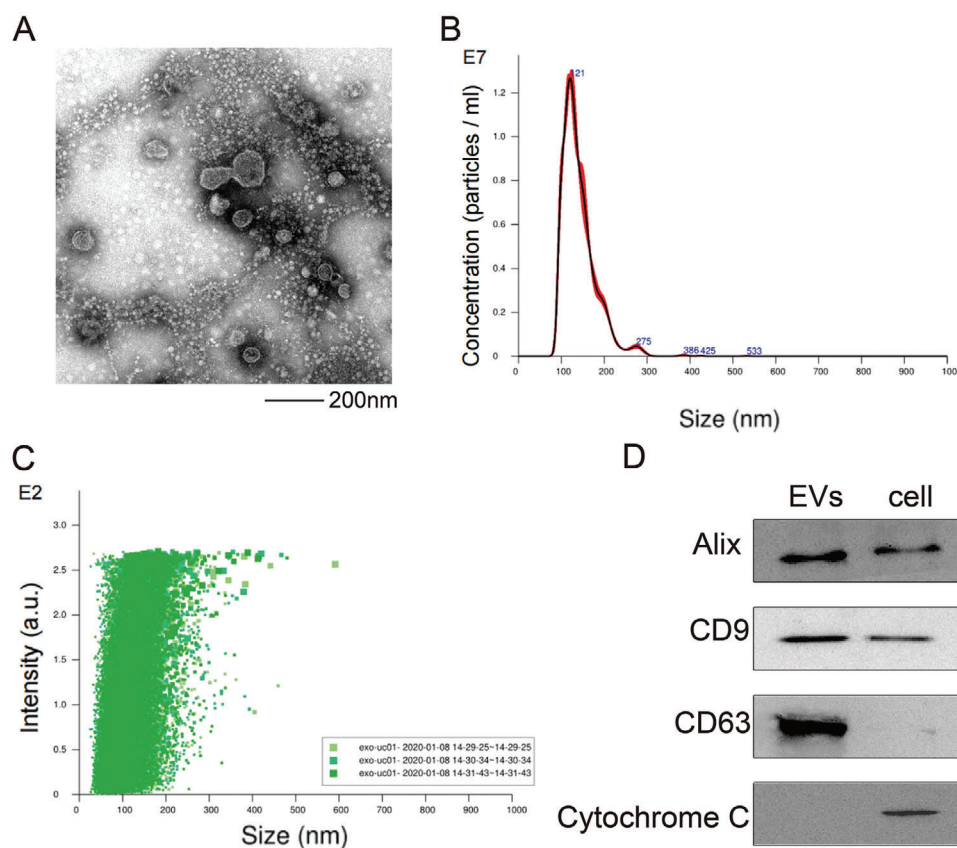 A
200nm
B
E7
Concentration (particles / ml)
1.2
1.0
0.8
0.6
0.4
0.2
0
21
275
386
425
533
0 100 200 300 400 500 600 700 800 900 100
Size (nm)
C
E2
Intensity (a.u.)
3.0
2.5
2.0
1.5
1.0
0.5
0
exo-uc01- 2020-01-08 14-29-25~14-29-25
exo-uc01- 2020-01-08 14-30-34~14-30-34
exo-uc01- 2020-01-08 14-31-43~14-31-43
0 100 200 300 400 500 600 700 800 900 1000
Size (nm)
D
EVs cell
Alix
CD9
CD63
Cytochrome C